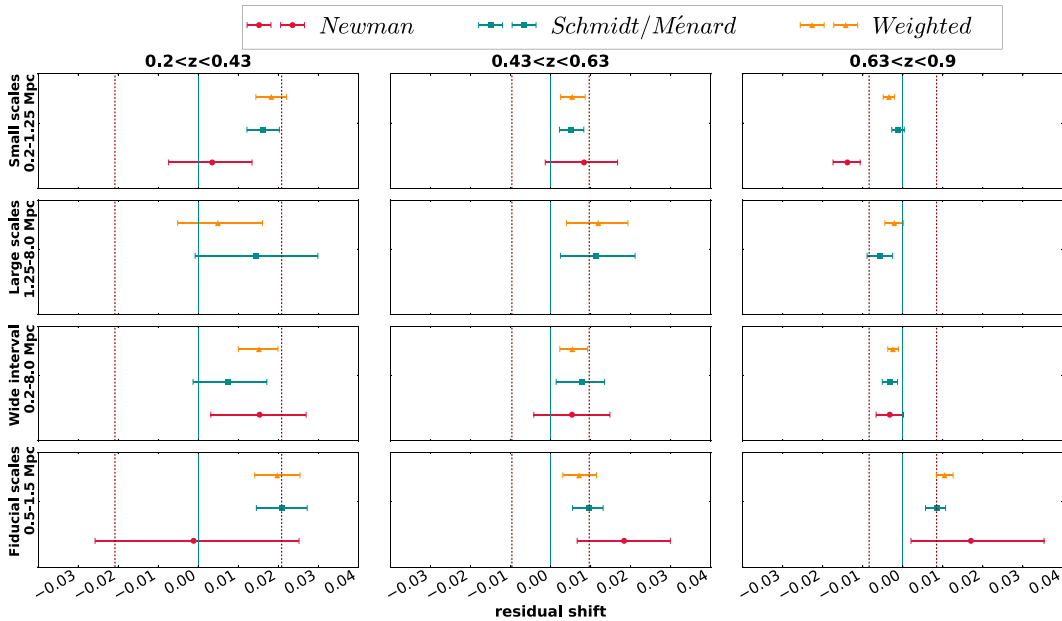 Newman Schmidt/Ménard Weighted
0.2<z<0.43 0.43<z<0.63 0.63<z<0.9
Small scales
0.2-1.25 Mpc
Large scales
1.25-8.0 Mpc
Wide interval
0.2-8.0 Mpc
Fiducial scales
0.5-1.5 Mpc
−0.03 −0.02 −0.01 0.00 0.01 0.02 0.03 0.04 −0.03 −0.02 −0.01 0.00 0.01 0.02 0.03 0.04 −0.03 −0.02 −0.01 0.00 0.01 0.02 0.03 0.04
residual shift